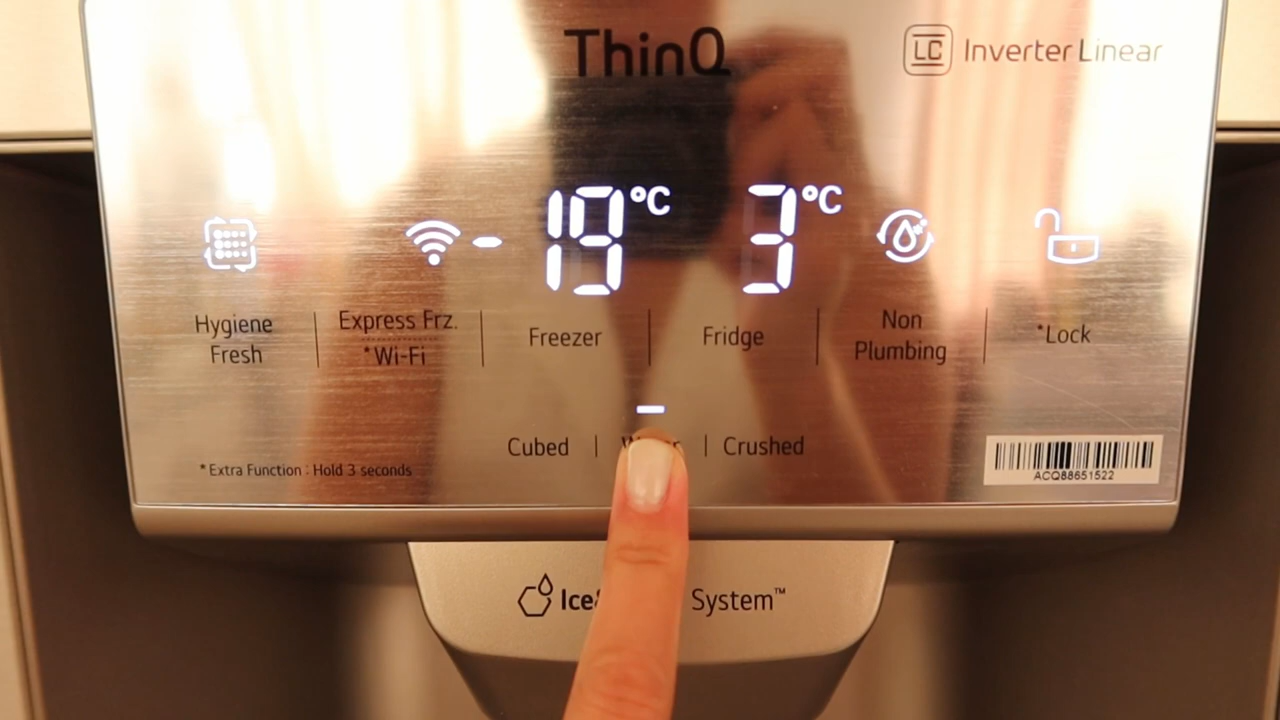 ThinQ
LC Inverter Linear
-19°C 3°C
Hygiene Fresh
Express Frz.
*Wi-Fi
Freezer
Fridge
Non Plumbing
*Lock
Cubed
Crushed
*Extra Function : Hold 3 seconds
ACQ88651522
System™